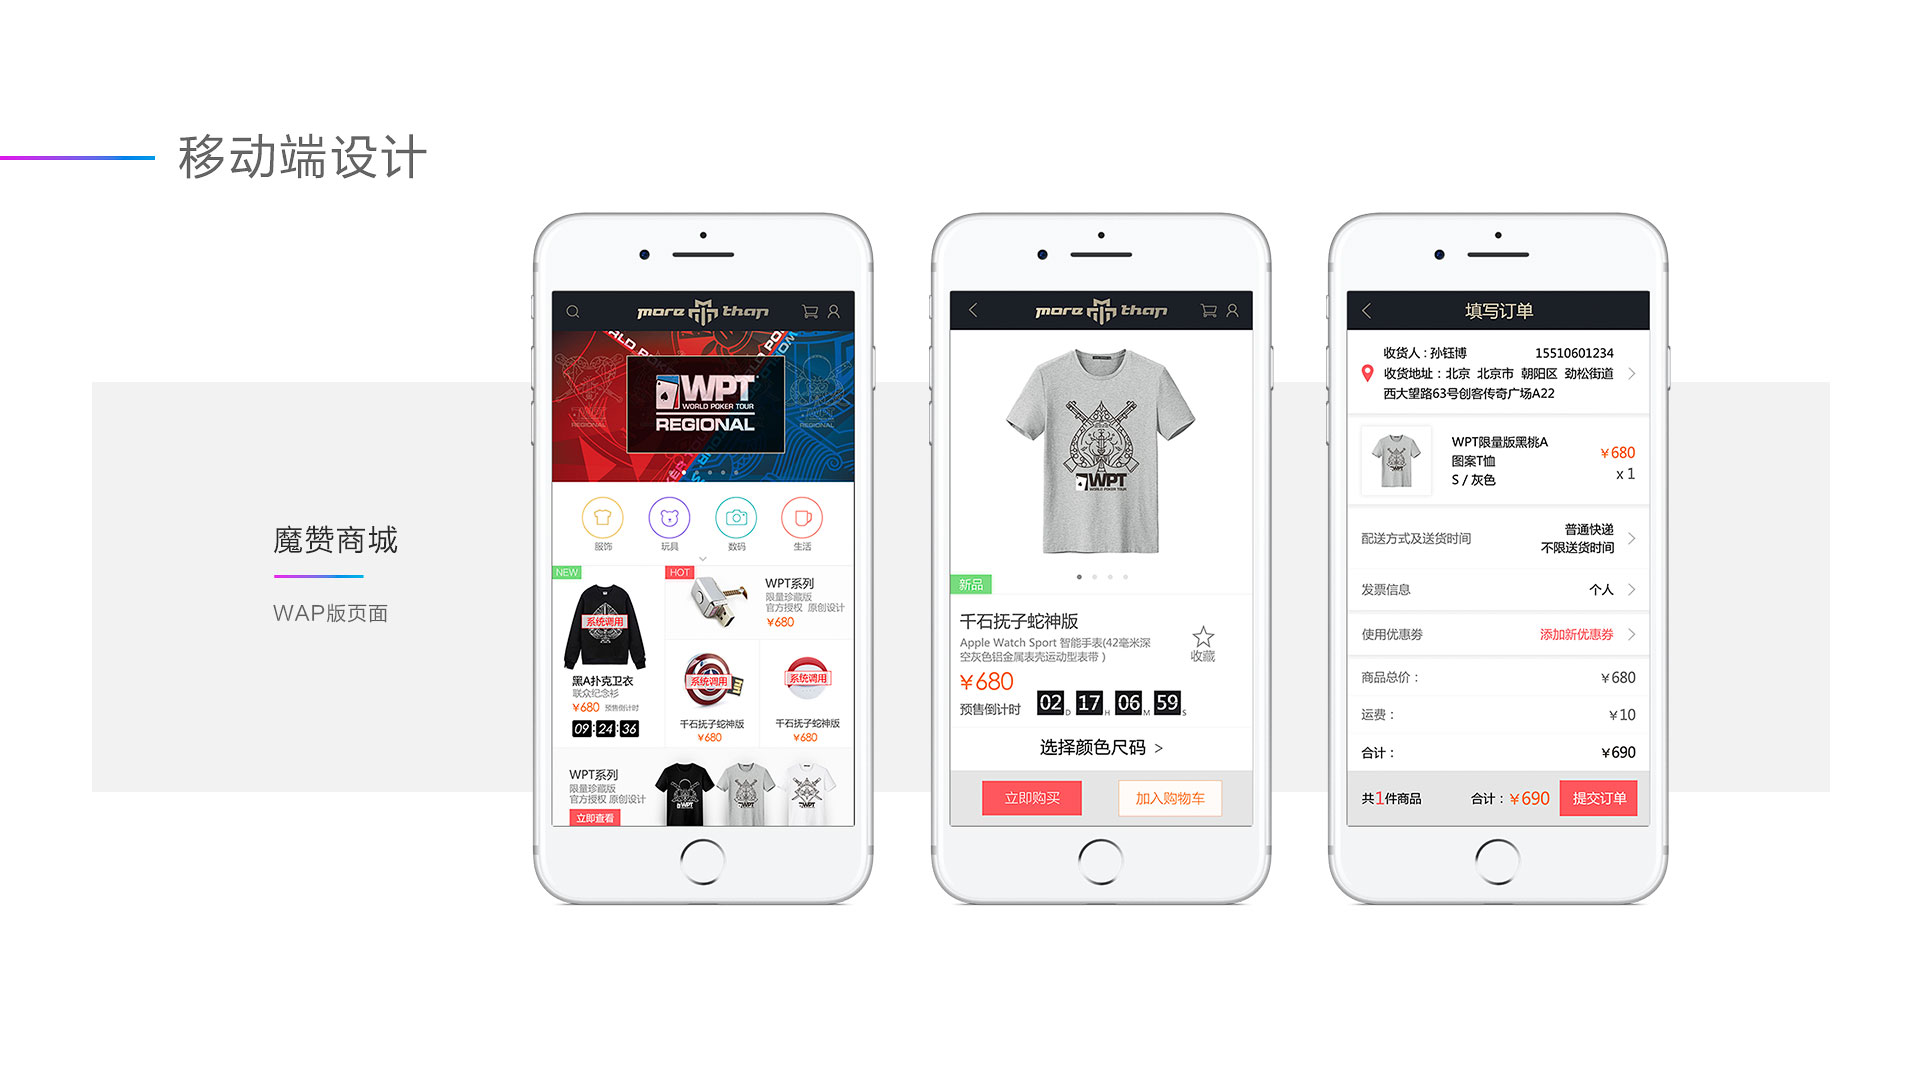 移动端设计
魔赞商城
WAP版页面
more than
WPT
WORLD POKER TOUR
REGIONAL
服饰
玩具
数码
生活
NEW
系统调用
黑A扑克卫衣
联众纪念衫
¥680 预售倒计时
09:24:36
HOT
WPT系列
限量珍藏版
官方授权 原创设计
¥680
系统调用
千石抚子蛇神版
¥680
系统调用
千石抚子蛇神版
¥680
WPT系列
限量珍藏版
官方授权 原创设计
立即查看
more than
WPT
WORLD POKER TOUR
新品
千石抚子蛇神版
Apple Watch Sport 智能手表(42毫米深
空灰色铝金属表壳运动型表带 )
收藏
¥680
预售倒计时 02 D 17 H 06 M 59 S
选择颜色尺码 >
立即购买
加入购物车
填写订单
收货人 : 孙钰博 15510601234
收货地址 : 北京 北京市 朝阳区 劲松街道
西大望路63号创客传奇广场A22
WPT限量版黑桃A
图案T恤
S / 灰色
¥680
x 1
配送方式及送货时间
普通快递
不限送货时间
发票信息 个人
使用优惠劵 添加新优惠券
商品总价 : ¥680
运费 : ¥10
合计 : ¥690
共1件商品 合计 : ¥690 提交订单